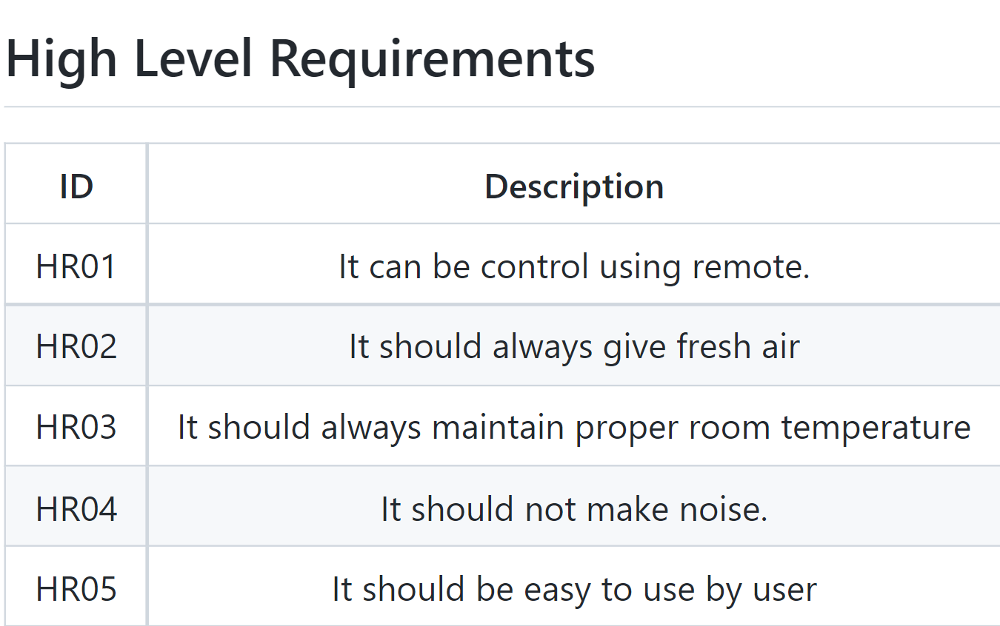 High Level Requirements
ID Description
HR01 It can be control using remote.
HR02 It should always give fresh air
HR03 It should always maintain proper room temperature
HR04 It should not make noise.
HR05 It should be easy to use by user